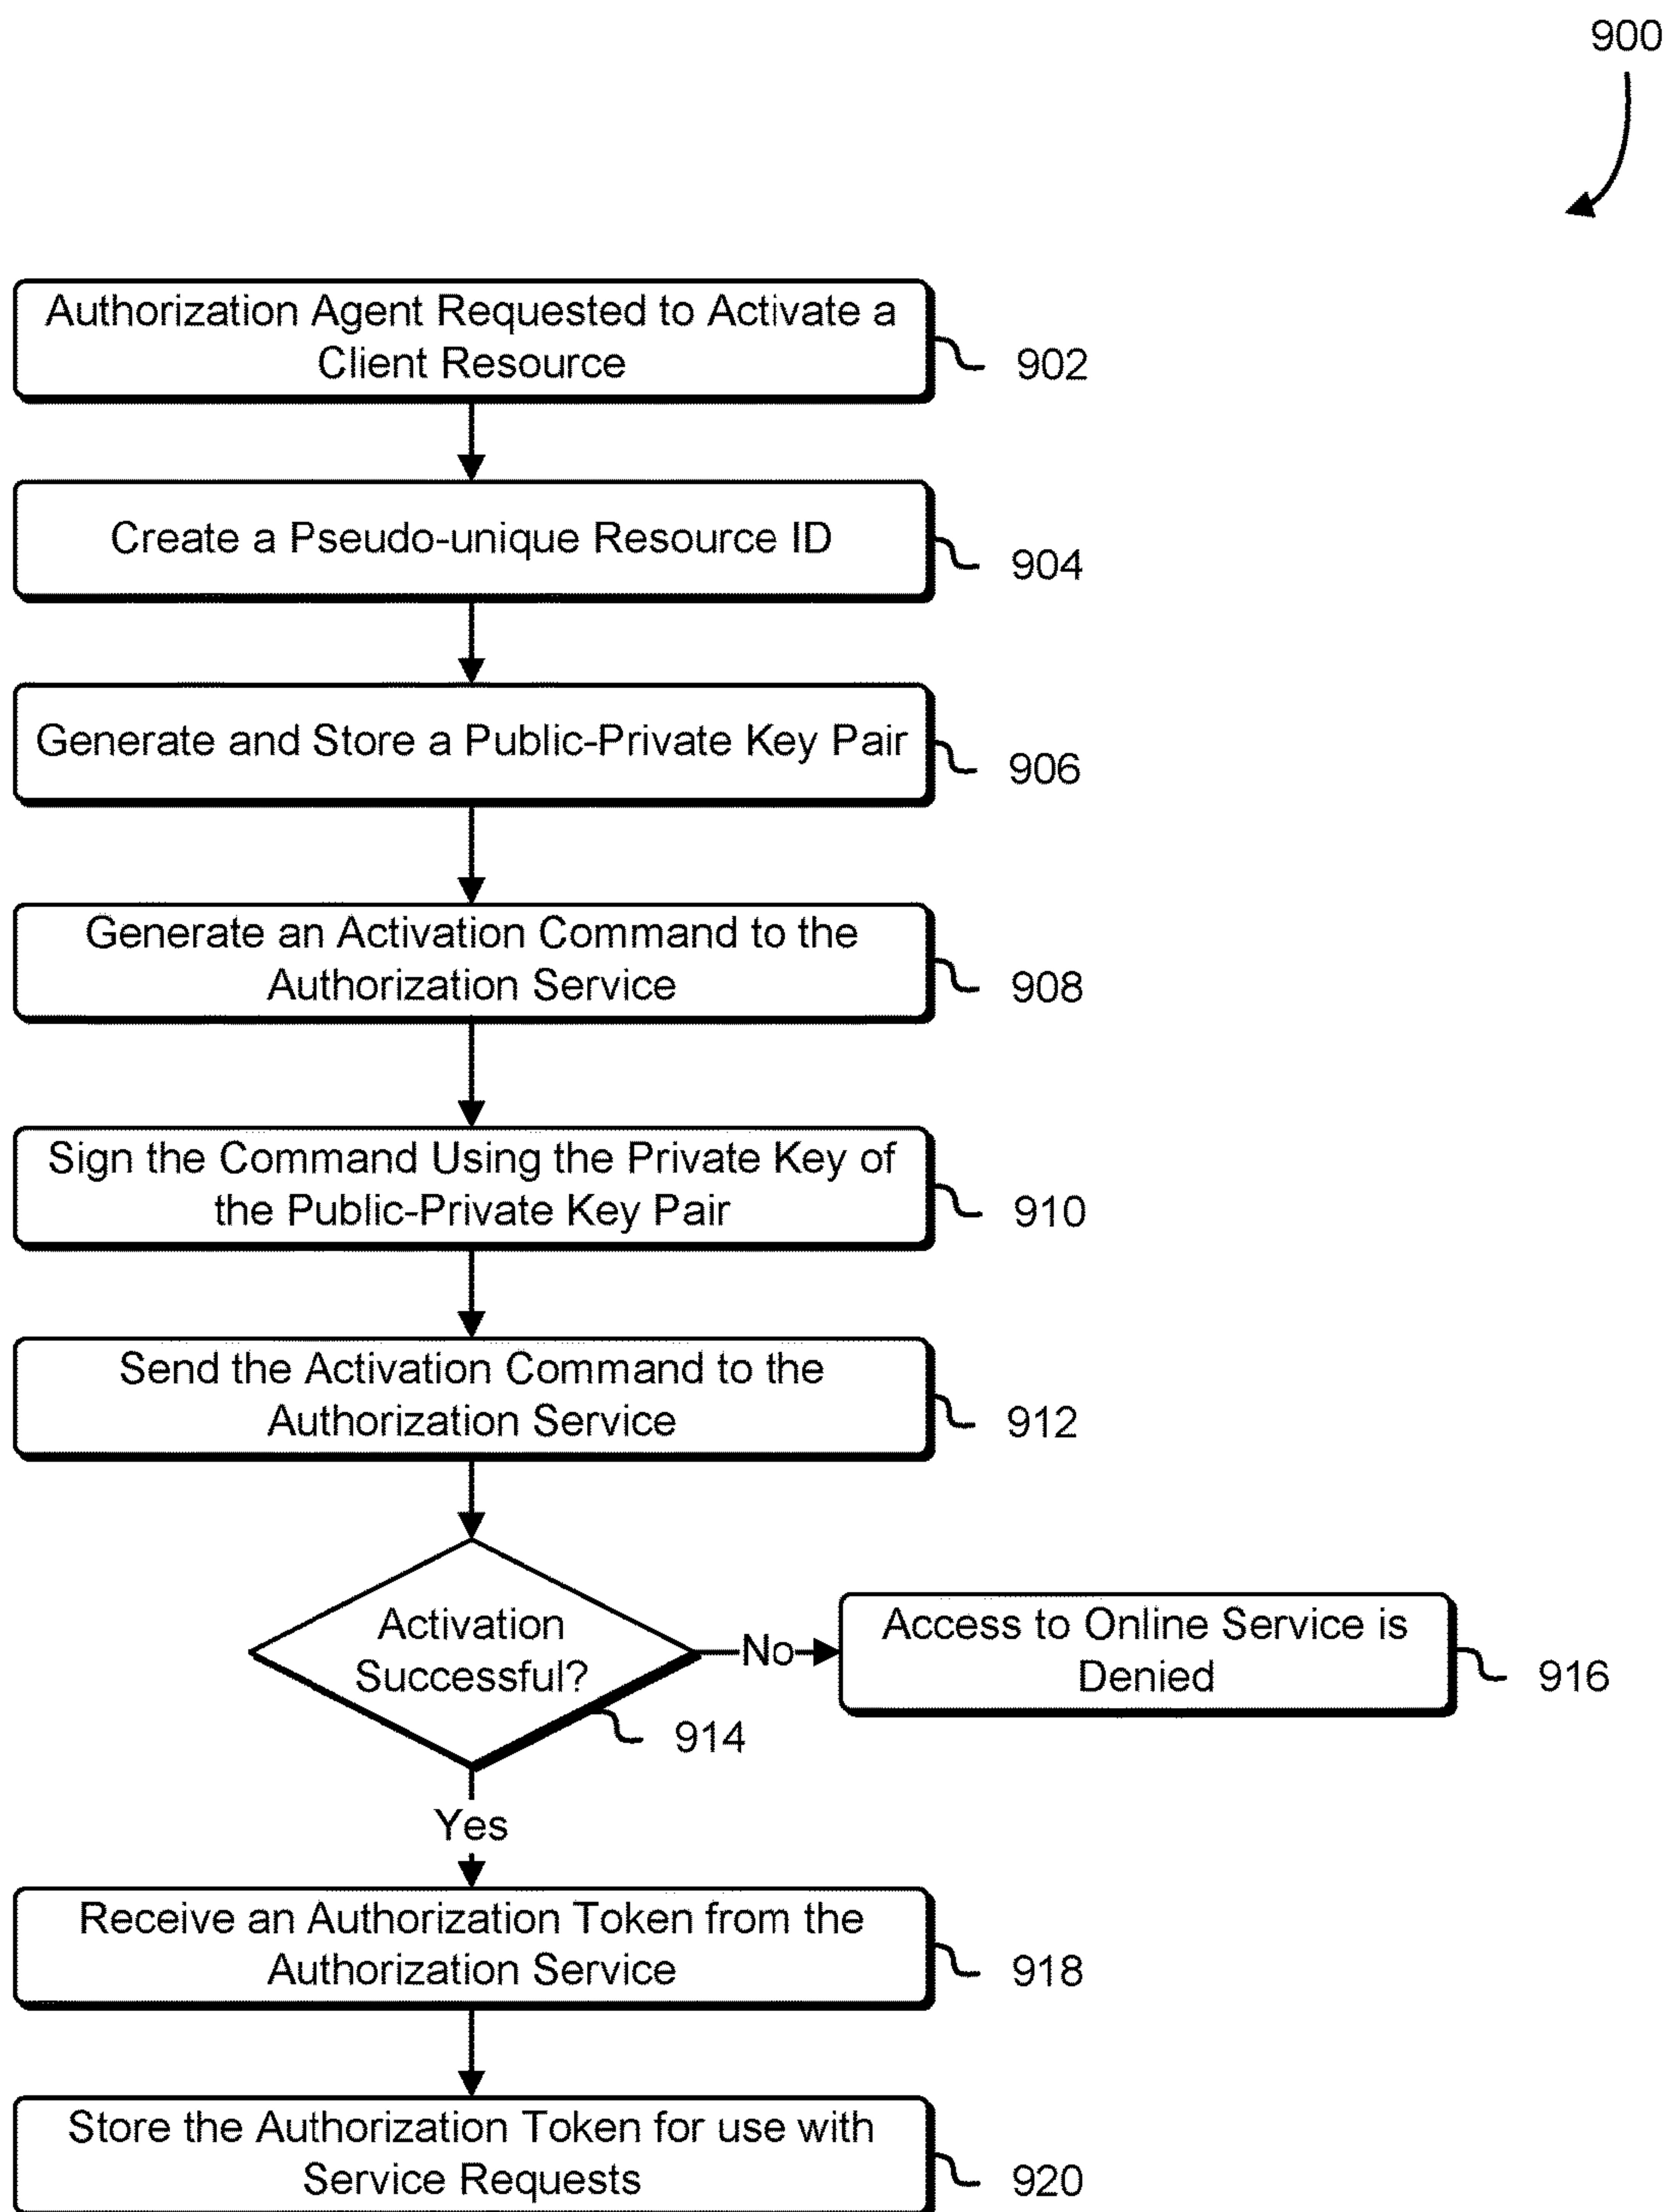 900
Authorization Agent Requested to Activate a
Client Resource
902
Create a Pseudo-unique Resource ID
904
Generate and Store a Public-Private Key Pair
906
Generate an Activation Command to the
Authorization Service
908
Sign the Command Using the Private Key of
the Public-Private Key Pair
910
Send the Activation Command to the
Authorization Service
912
Activation
Successful?
914
No
Access to Online Service is
Denied
916
Yes
Receive an Authorization Token from the
Authorization Service
918
Store the Authorization Token for use with
Service Requests
920